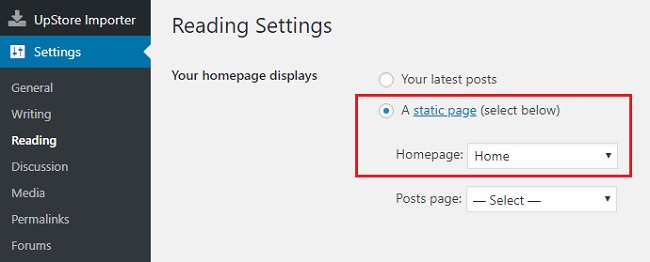 UpStore Importer
Settings
General
Writing
Reading
Discussion
Media
Permalinks
Forums
Reading Settings
Your homepage displays
Your latest posts
A static page (select below)
Homepage: Home
Posts page: — Select —